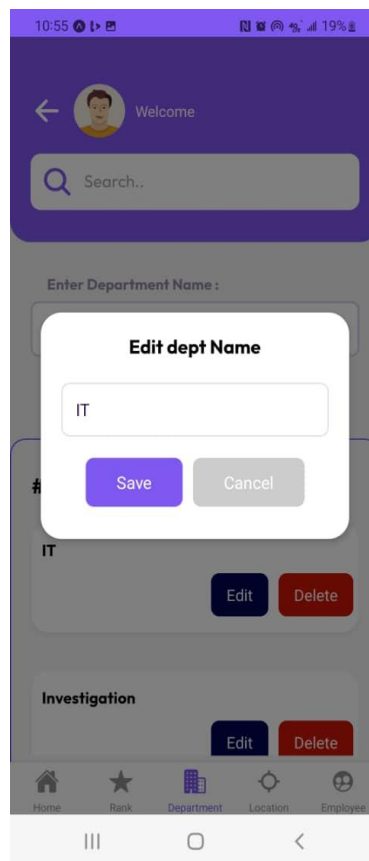 10:55 19%
Welcome
Search..
Enter Department Name :
Edit dept Name
IT
Save Cancel
#
IT
Edit Delete
Investigation
Edit Delete
Home Rank Department Location Employee